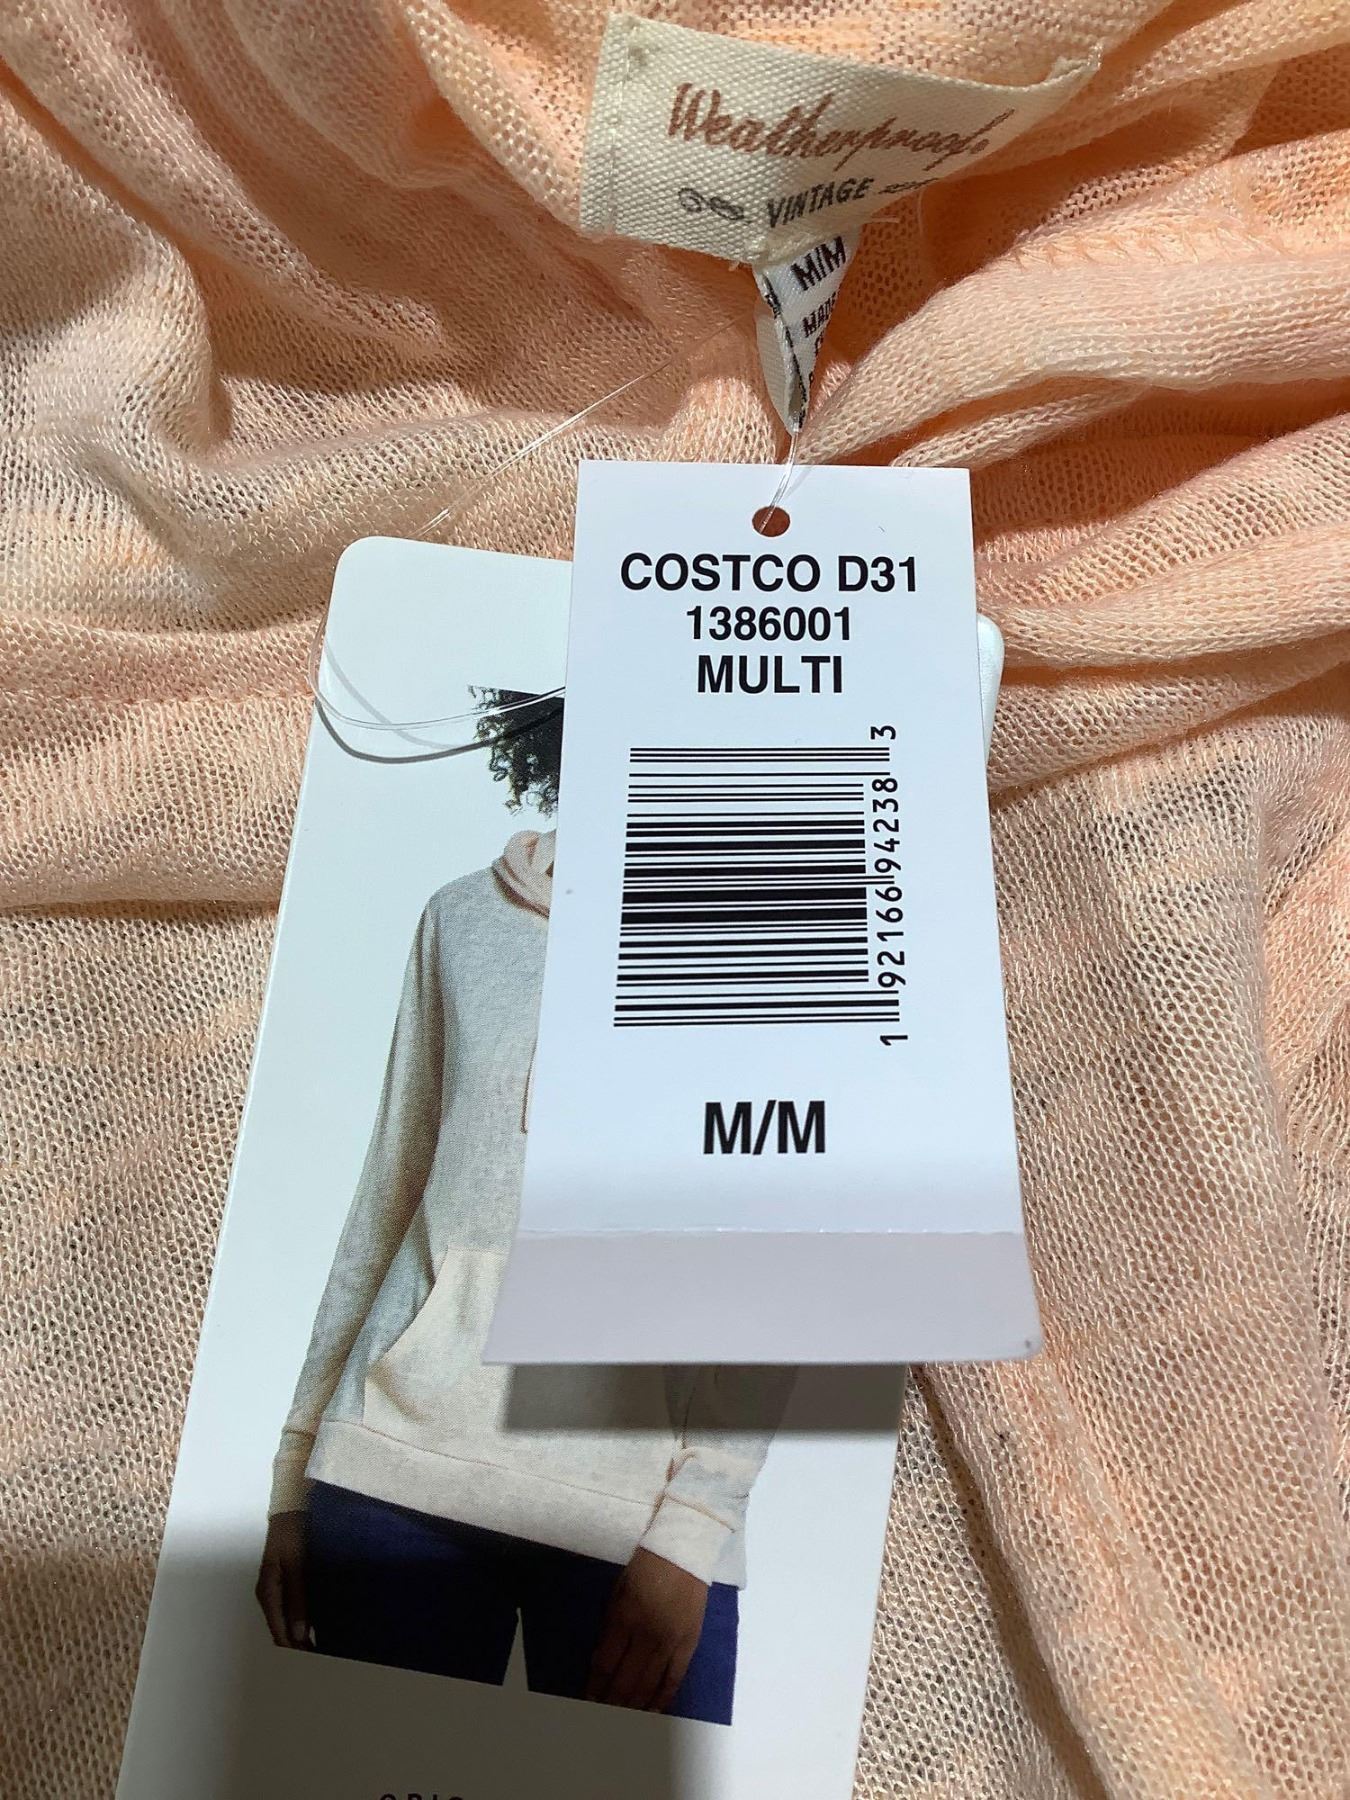 Weatherproof®
VINTAGE
M/M
COSTCO D31
1386001
MULTI
1 92166 94238 3
M/M